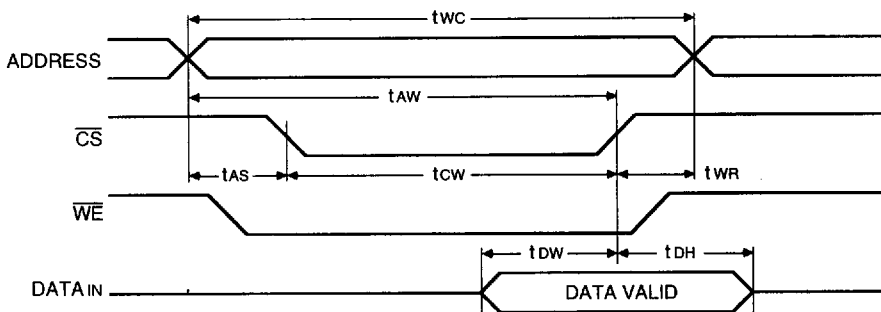 tWC
ADDRESS
tAW
CS
tAS tCW tWR
WE
tDW tDH
DATA IN DATA VALID